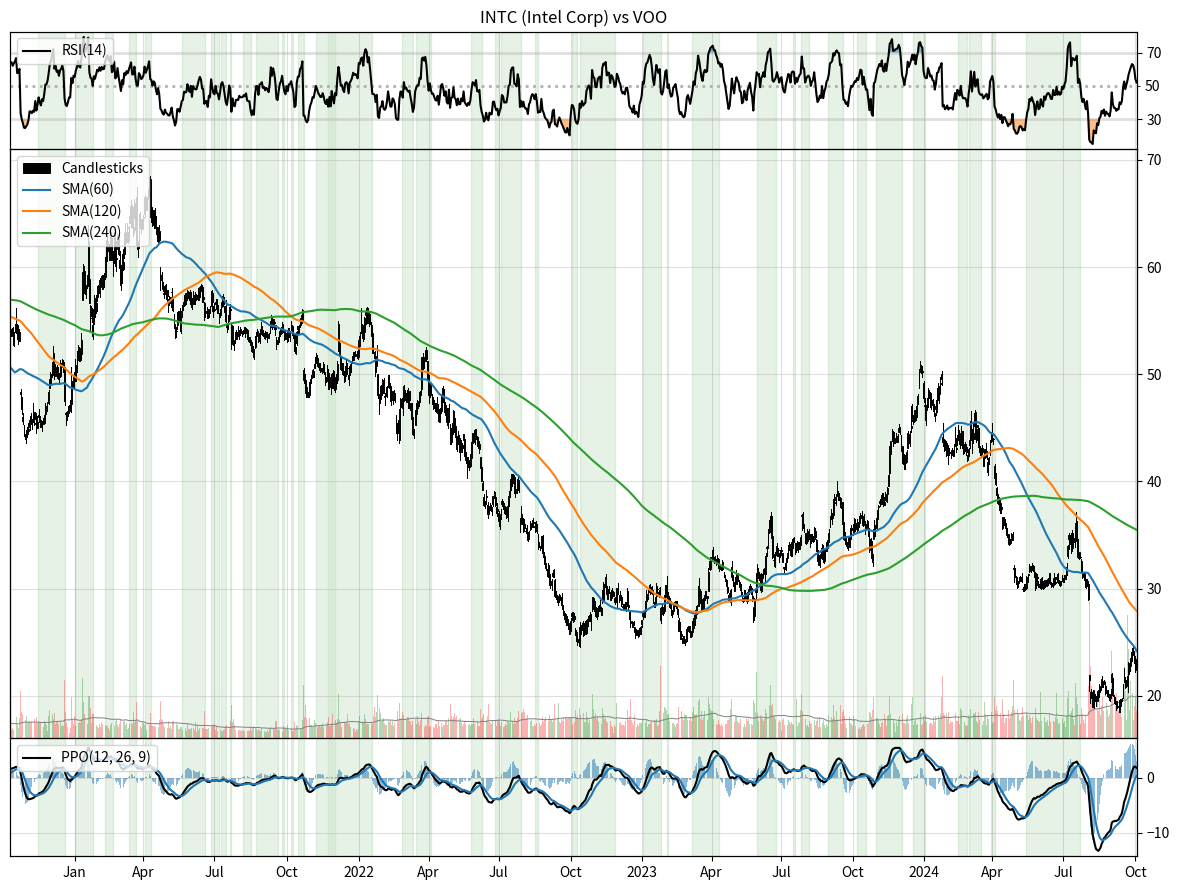 INTC (Intel Corp) vs VOO
RSI(14)
70
50
30
Candlesticks
SMA(60)
SMA(120)
SMA(240)
70
60
50
40
30
20
PPO(12, 26, 9)
0
−10
Jan Apr Jul Oct 2022 Apr Jul Oct 2023 Apr Jul Oct 2024 Apr Jul Oct